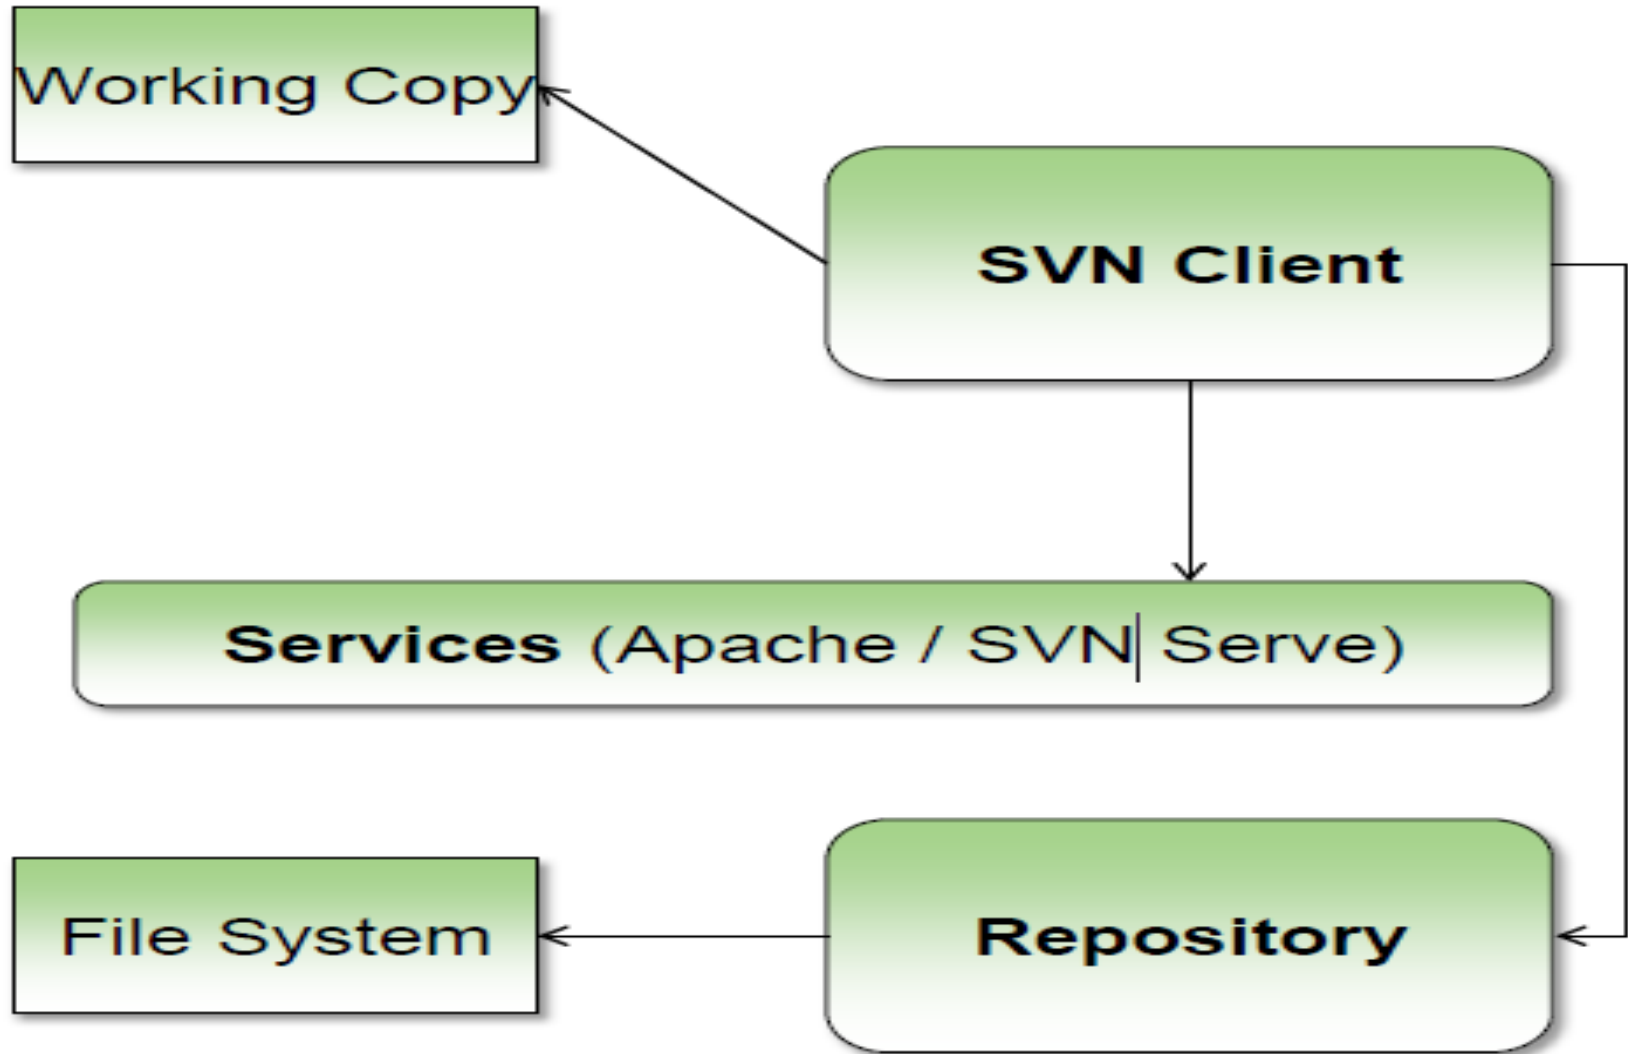 Working Copy
SVN Client
Services (Apache / SVN Serve)
File System
Repository